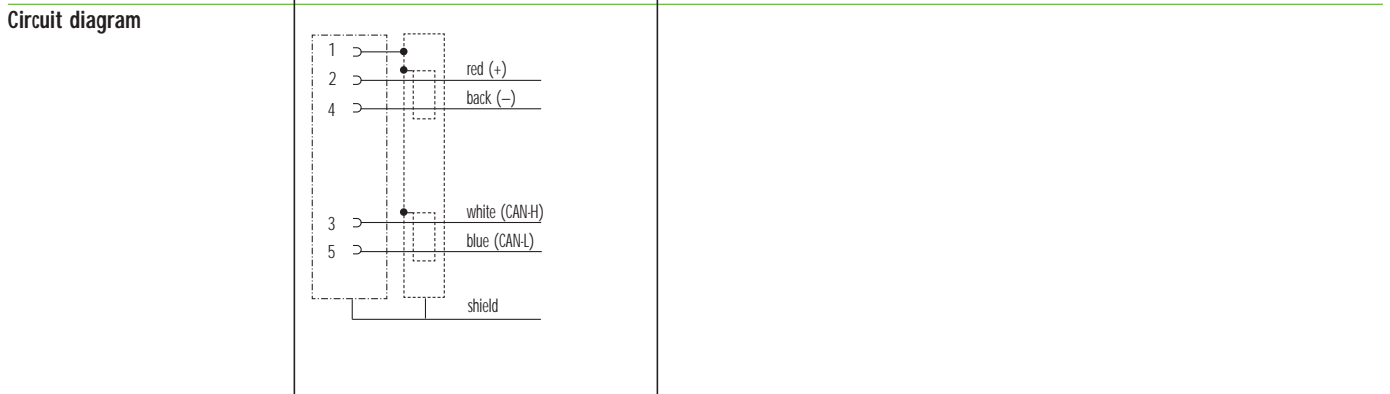 Circuit diagram
1
2 red (+)
4 back (–)
3 white (CAN-H)
5 blue (CAN-L)
shield